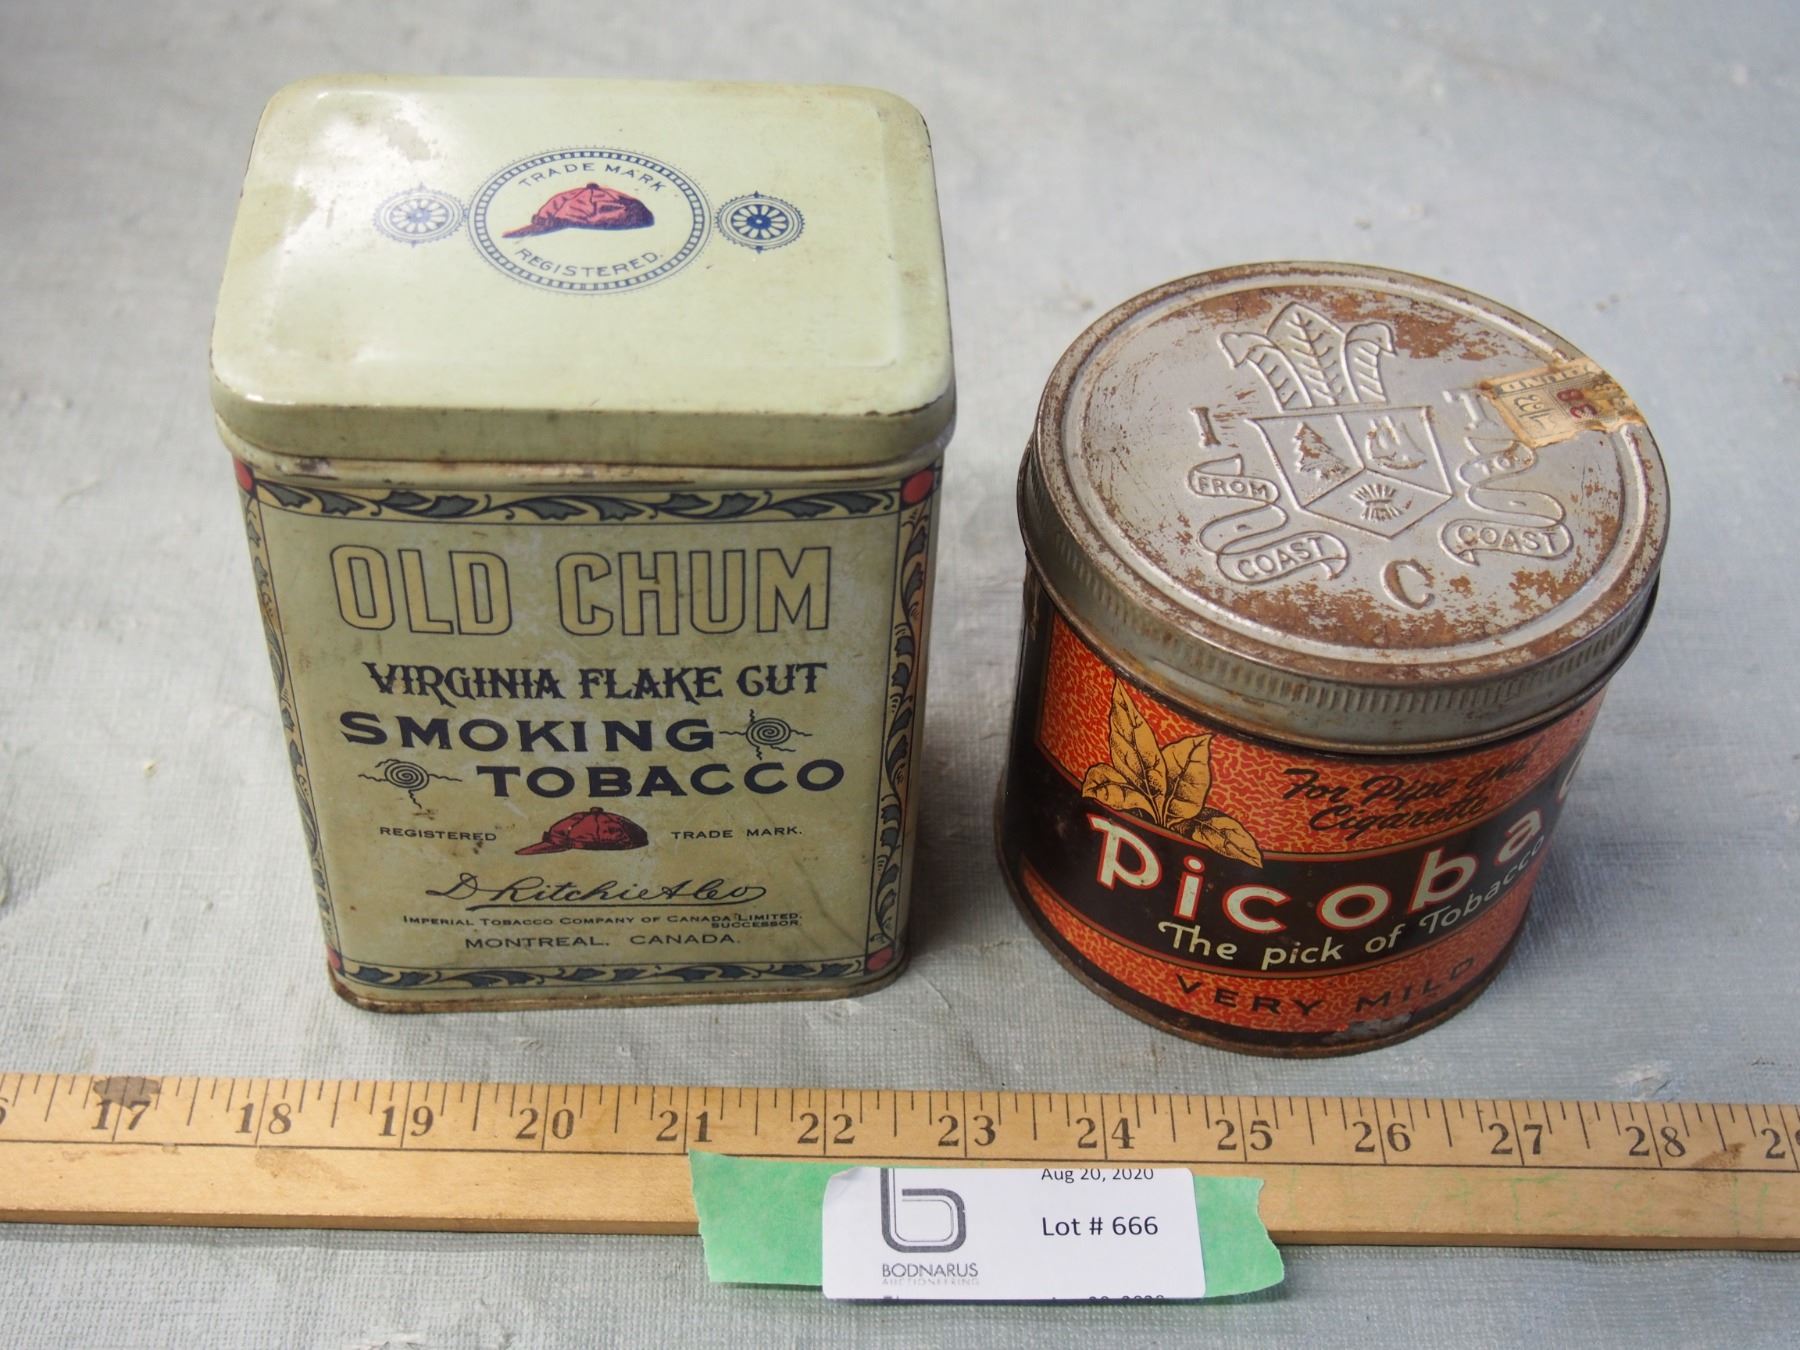 TRADE MARK
REGISTERED.
OLD CHUM
VIRGINIA FLAKE CUT
SMOKING
TOBACCO
REGISTERED TRADE MARK.
D Ritchie & Co
IMPERIAL TOBACCO COMPANY OF CANADA LIMITED.
SUCCESSOR.
MONTREAL. CANADA.
I T
FROM TO
COAST COAST
C
38
For Pipe and
Cigarette
Picoba
The pick of Tobacco
VERY MILD
17 18 19 20 21 22 23 24 25 26 27 28
Aug 20, 2020
Lot # 666
BODNARUS
AUCTIONEERING